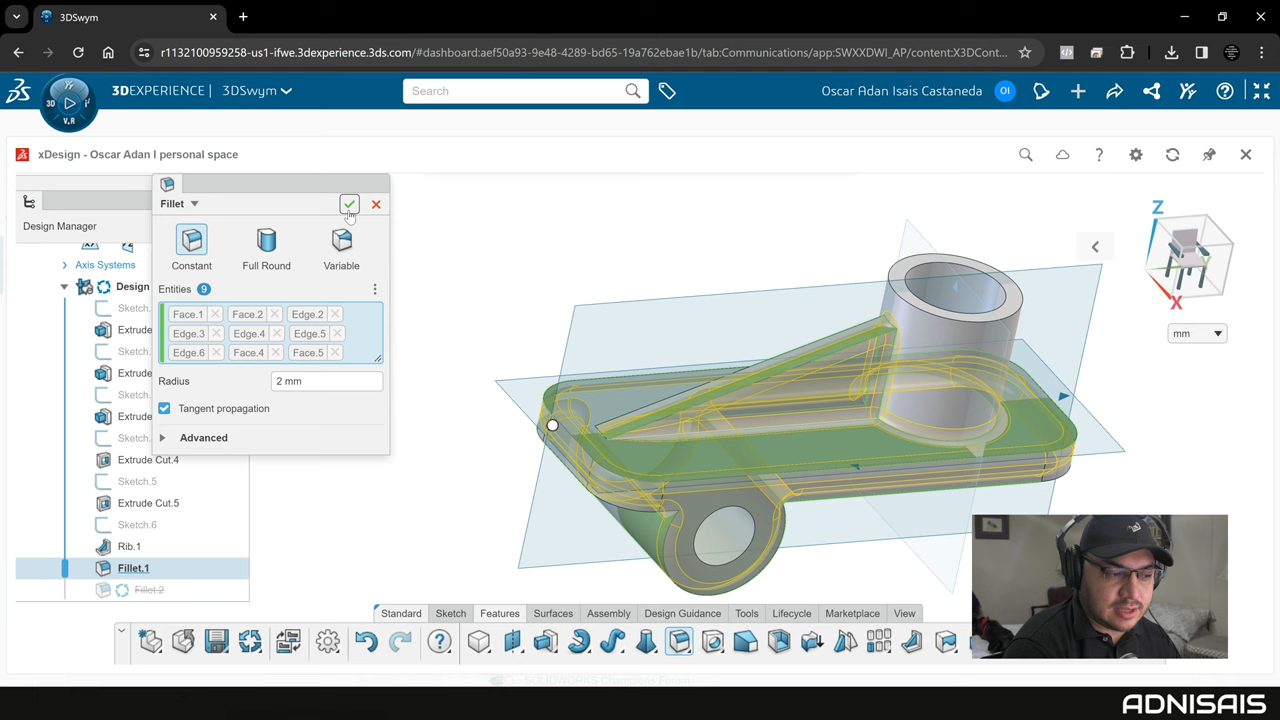 3DSwym
r1132100959258-us1-ifwe.3dexperience.3ds.com/#dashboard:aef50a93-9e48-4289-bd65-19a762ebae1b/tab:Communications/app:SWXXDWI_AP/content:X3DCont...
3DEXPERIENCE | 3DSwym
Search
Oscar Adan Isais Castaneda
OI
3D
V.R
xDesign - Oscar Adan I personal space
Fillet
Design Manager
Constant
Full Round
Variable
Axis Systems
Entities 9
Design
Sketch.
Face.1
Face.2
Edge.2
Extrude
Edge.3
Edge.4
Edge.5
Sketch.
Edge.6
Face.4
Face.5
Extrude
Radius
2 mm
Sketch.
Tangent propagation
Extrude
Sketch.
Advanced
Extrude Cut.4
Sketch.5
Extrude Cut.5
Sketch.6
Rib.1
Fillet.1
Fillet.2
Z
X
mm
Standard
Sketch
Features
Surfaces
Assembly
Design Guidance
Tools
Lifecycle
Marketplace
View
SOLIDWORKS Champions Forum
ADNISAIS